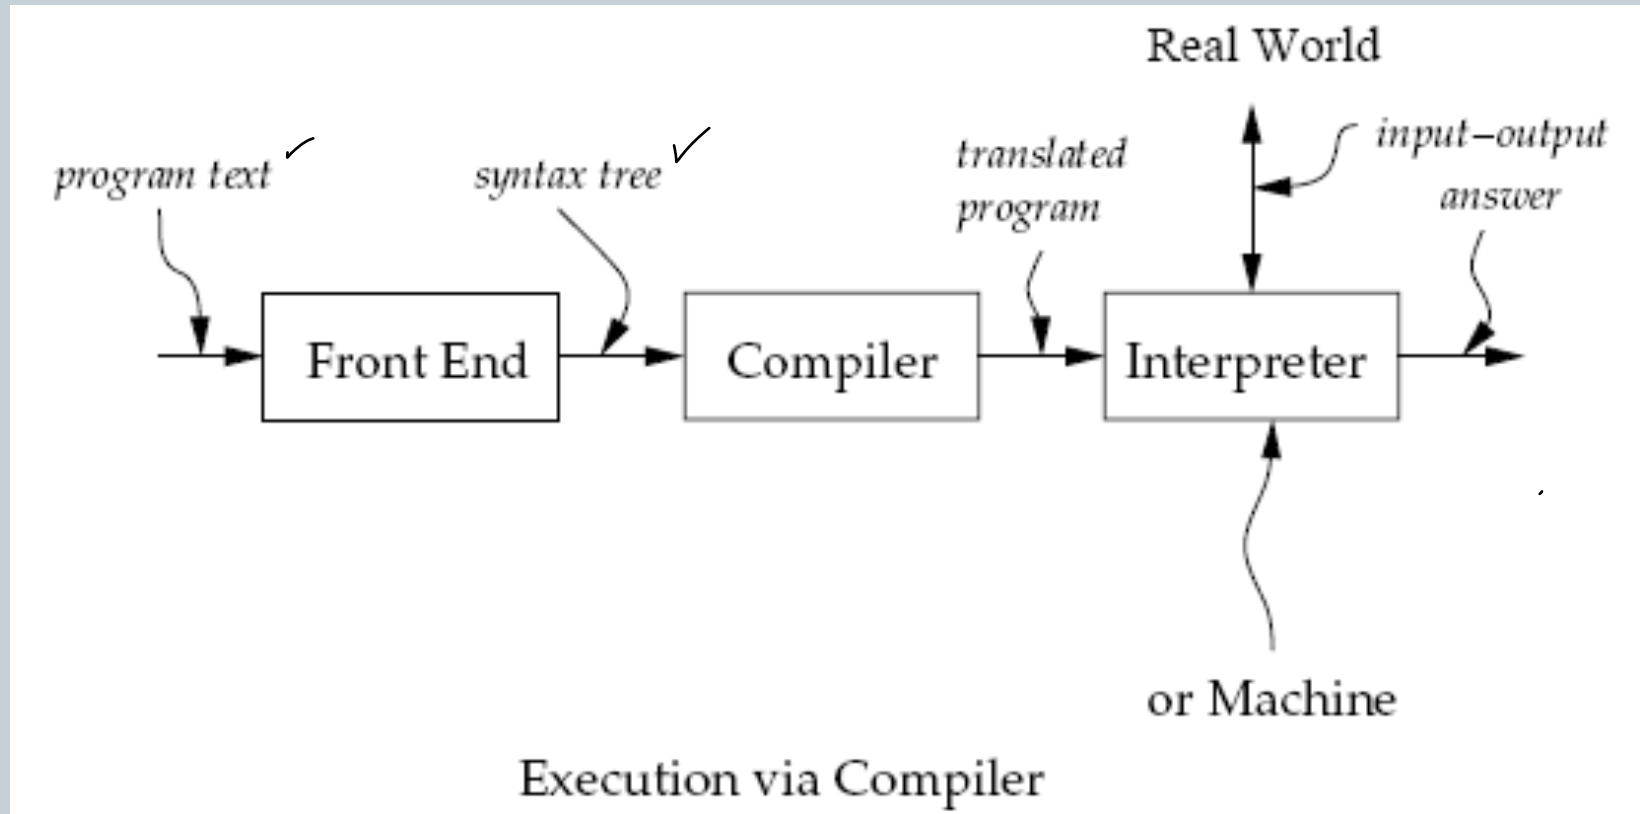 Real World
program text
syntax tree
translated
program
input–output
answer
Front End
Compiler
Interpreter
or Machine
Execution via Compiler